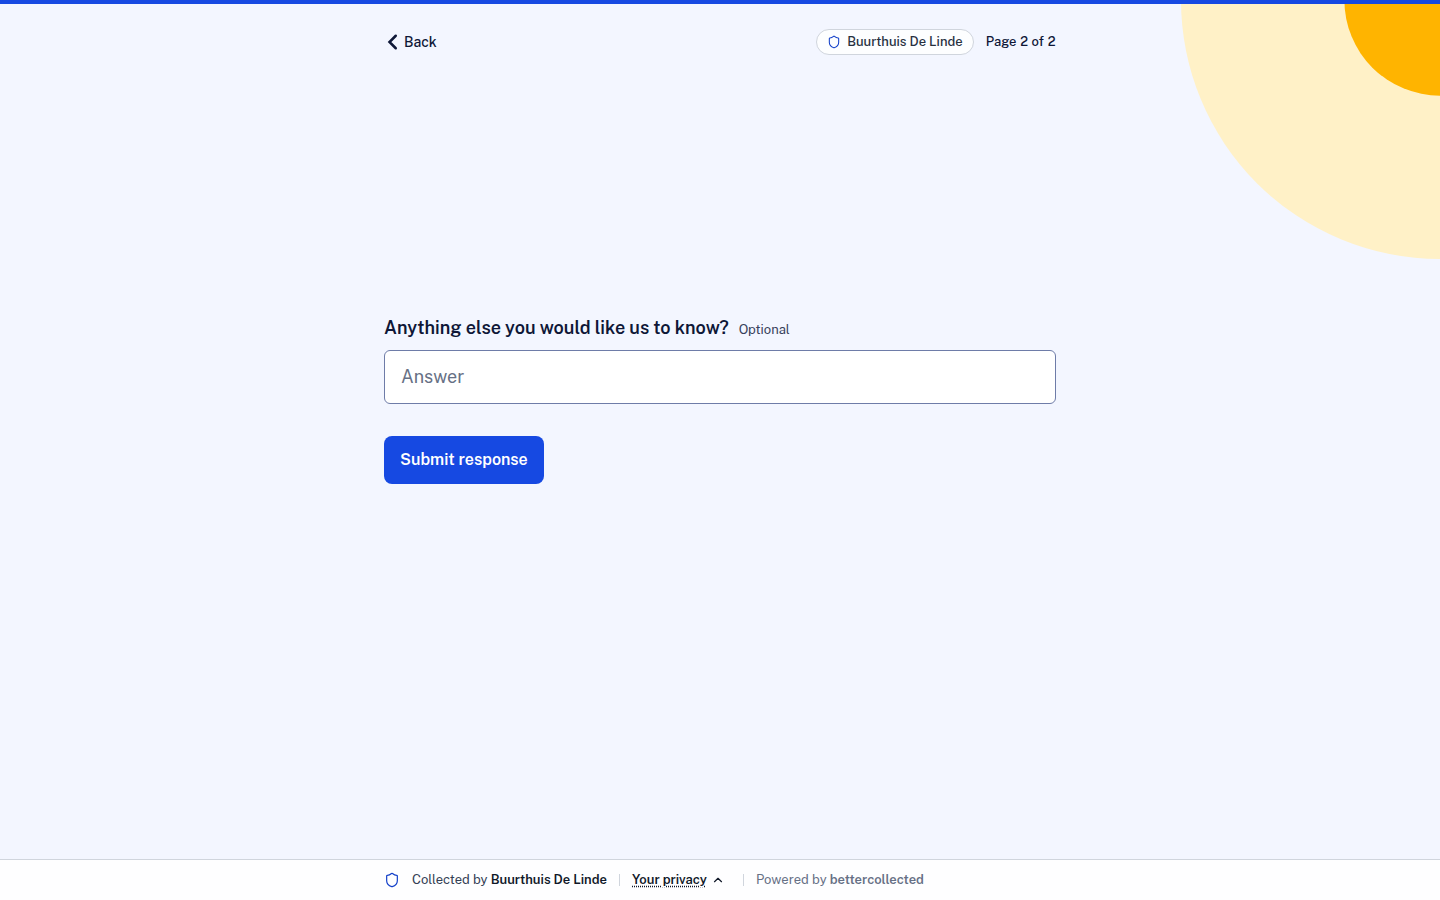 Back
Buurthuis De Linde
Page 2 of 2
Anything else you would like us to know? Optional
Answer
Submit response
Collected by Buurthuis De Linde
Your privacy
Powered by bettercollected